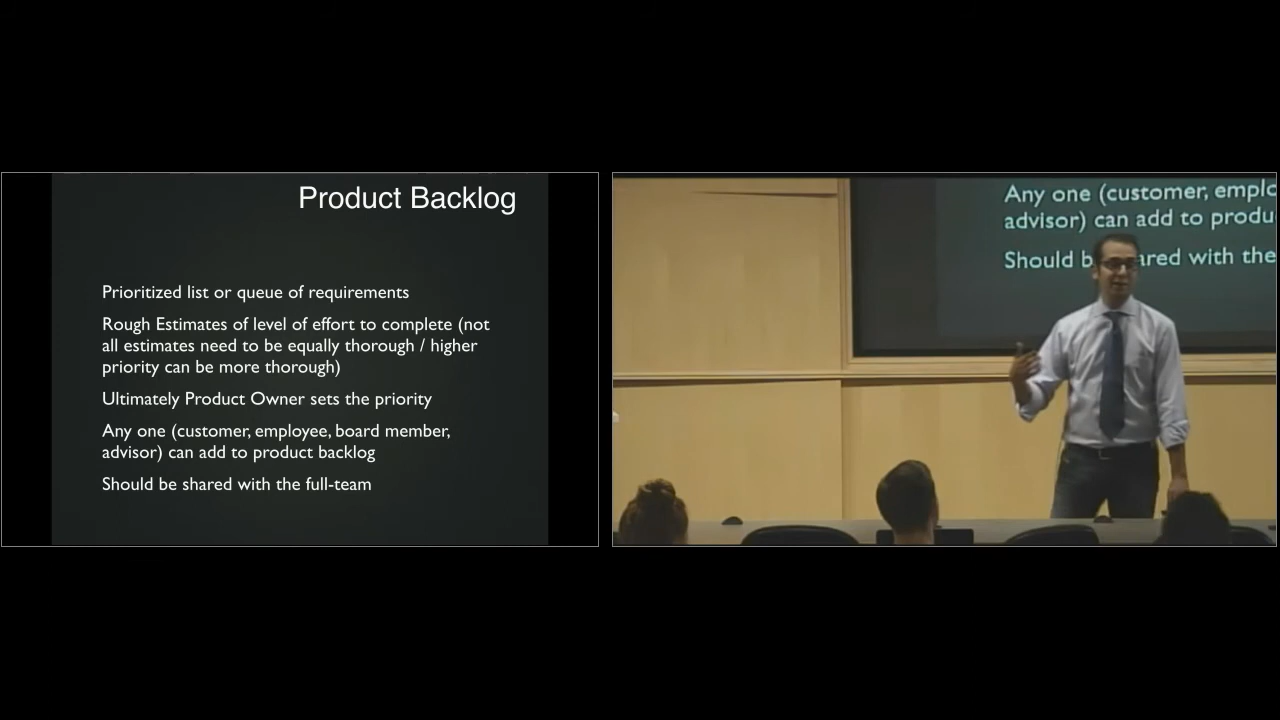 Product Backlog
Prioritized list or queue of requirements
Rough Estimates of level of effort to complete (not
all estimates need to be equally thorough / higher
priority can be more thorough)
Ultimately Product Owner sets the priority
Any one (customer, employee, board member,
advisor) can add to product backlog
Should be shared with the full-team
Any one (customer, emplo
advisor) can add to produ
Should b ared with the